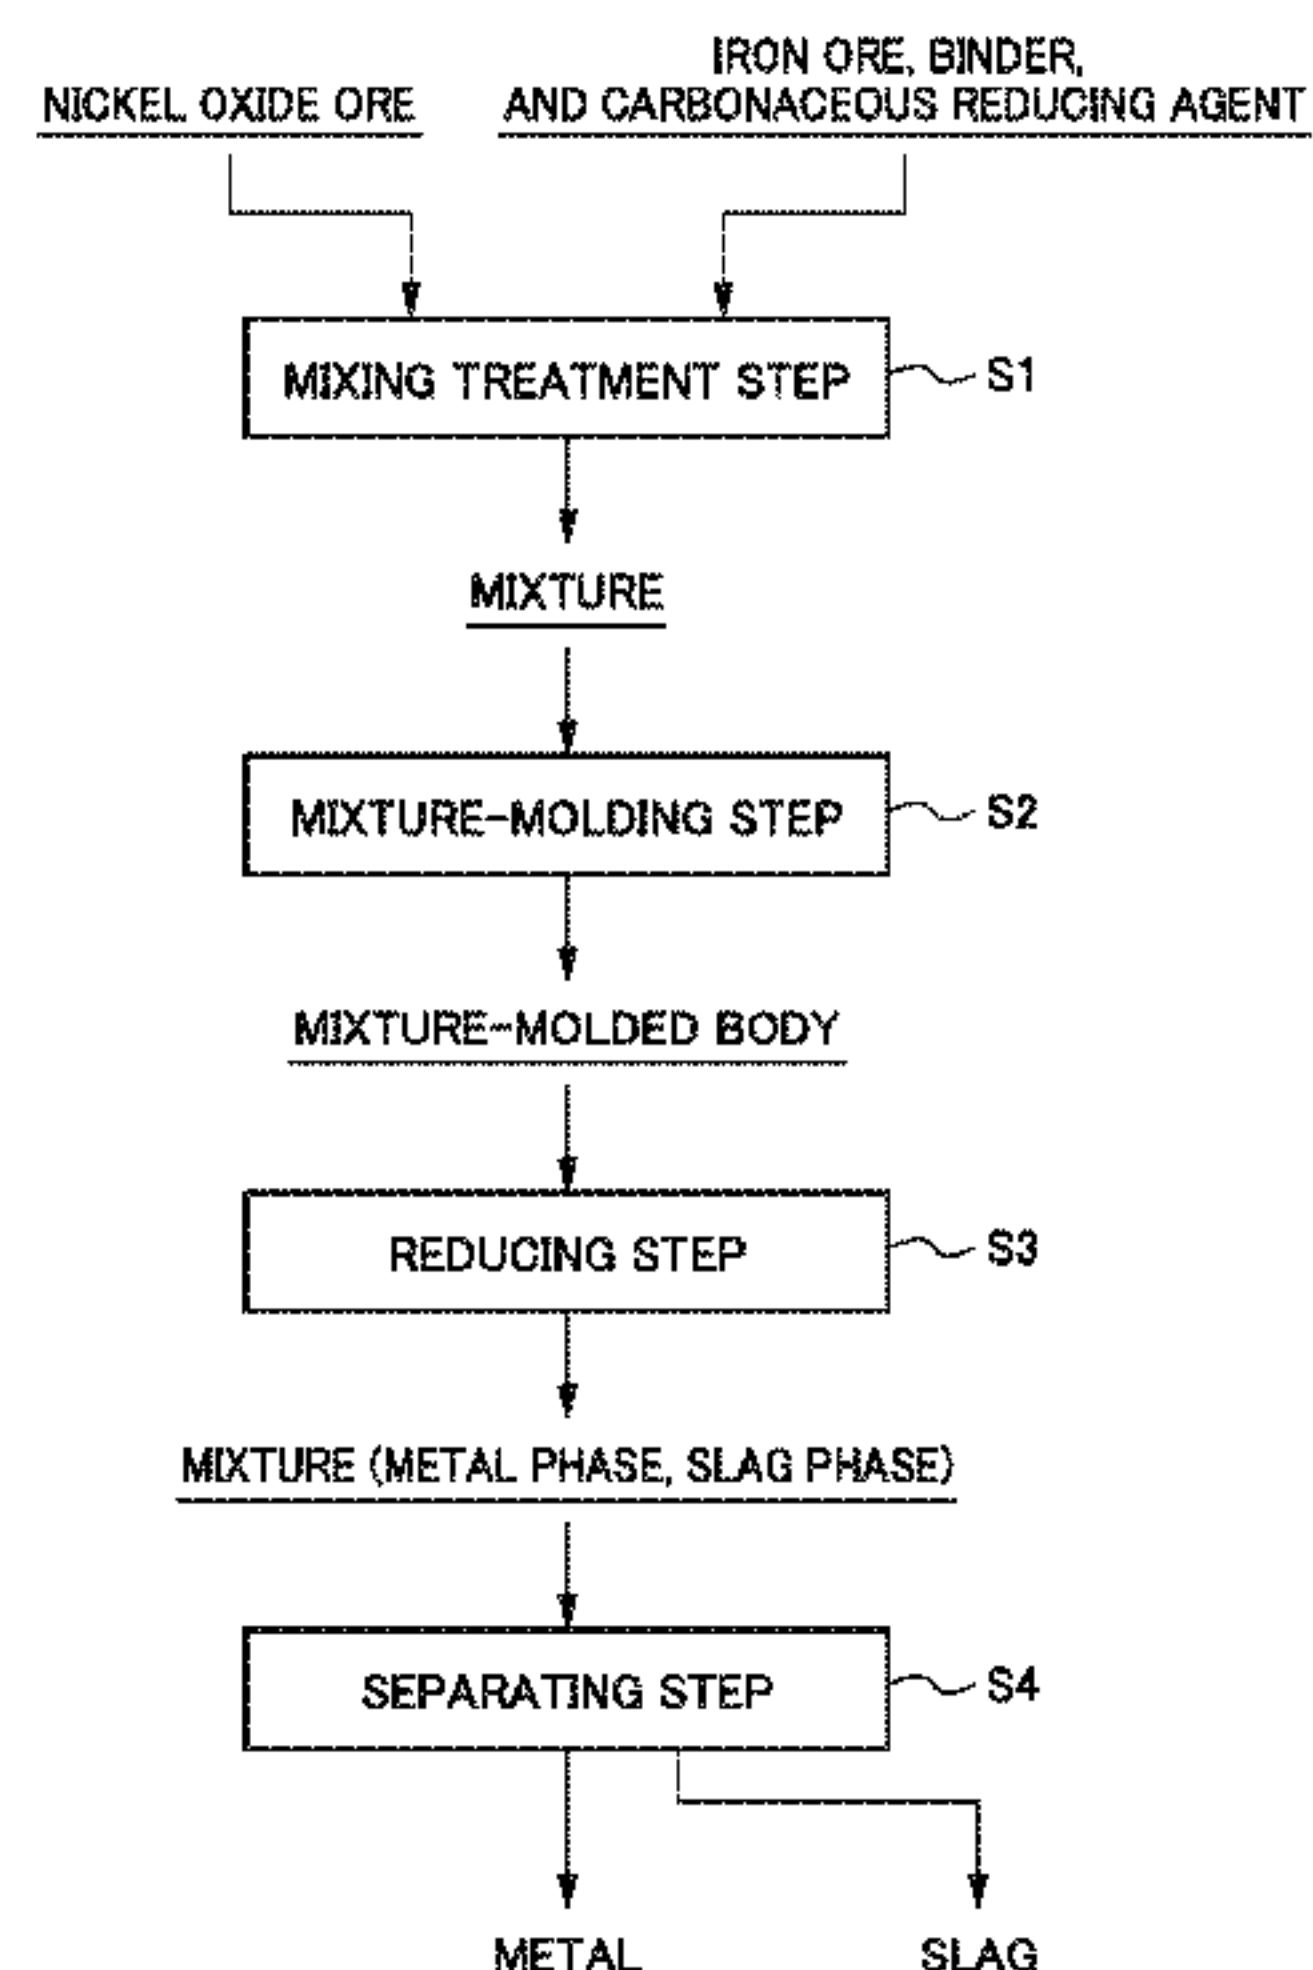 NICKEL OXIDE ORE
IRON ORE, BINDER,
AND CARBONACEOUS REDUCING AGENT
MIXING TREATMENT STEP
S1
MIXTURE
MIXTURE-MOLDING STEP
S2
MIXTURE-MOLDED BODY
REDUCING STEP
S3
MIXTURE (METAL PHASE, SLAG PHASE)
SEPARATING STEP
S4
METAL
SLAG